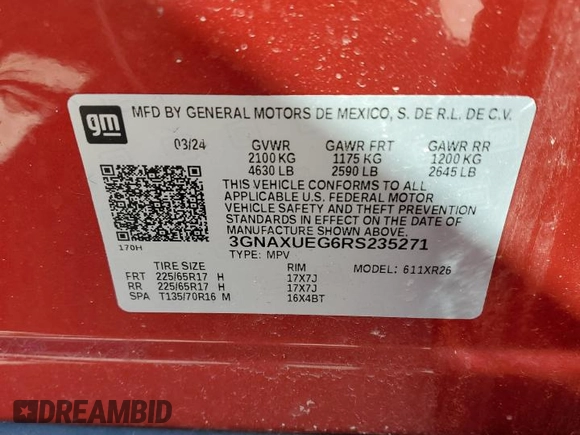 gm
MFD BY GENERAL MOTORS DE MEXICO, S. DE R.L. DE C.V.
03/24 GVWR GAWR FRT GAWR RR
2100 KG 1175 KG 1200 KG
4630 LB 2590 LB 2645 LB
THIS VEHICLE CONFORMS TO ALL
APPLICABLE U.S. FEDERAL MOTOR
VEHICLE SAFETY AND THEFT PREVENTION
STANDARDS IN EFFECT ON THE DATE OF
MANUFACTURE SHOWN ABOVE.
3GNAXUEG6RS235271
170H
TYPE: MPV
TIRE SIZE RIM MODEL: 611XR26
FRT 225/65R17 H 17X7J
RR 225/65R17 H 17X7J
SPA T135/70R16 M 16X4BT
DREAMBID